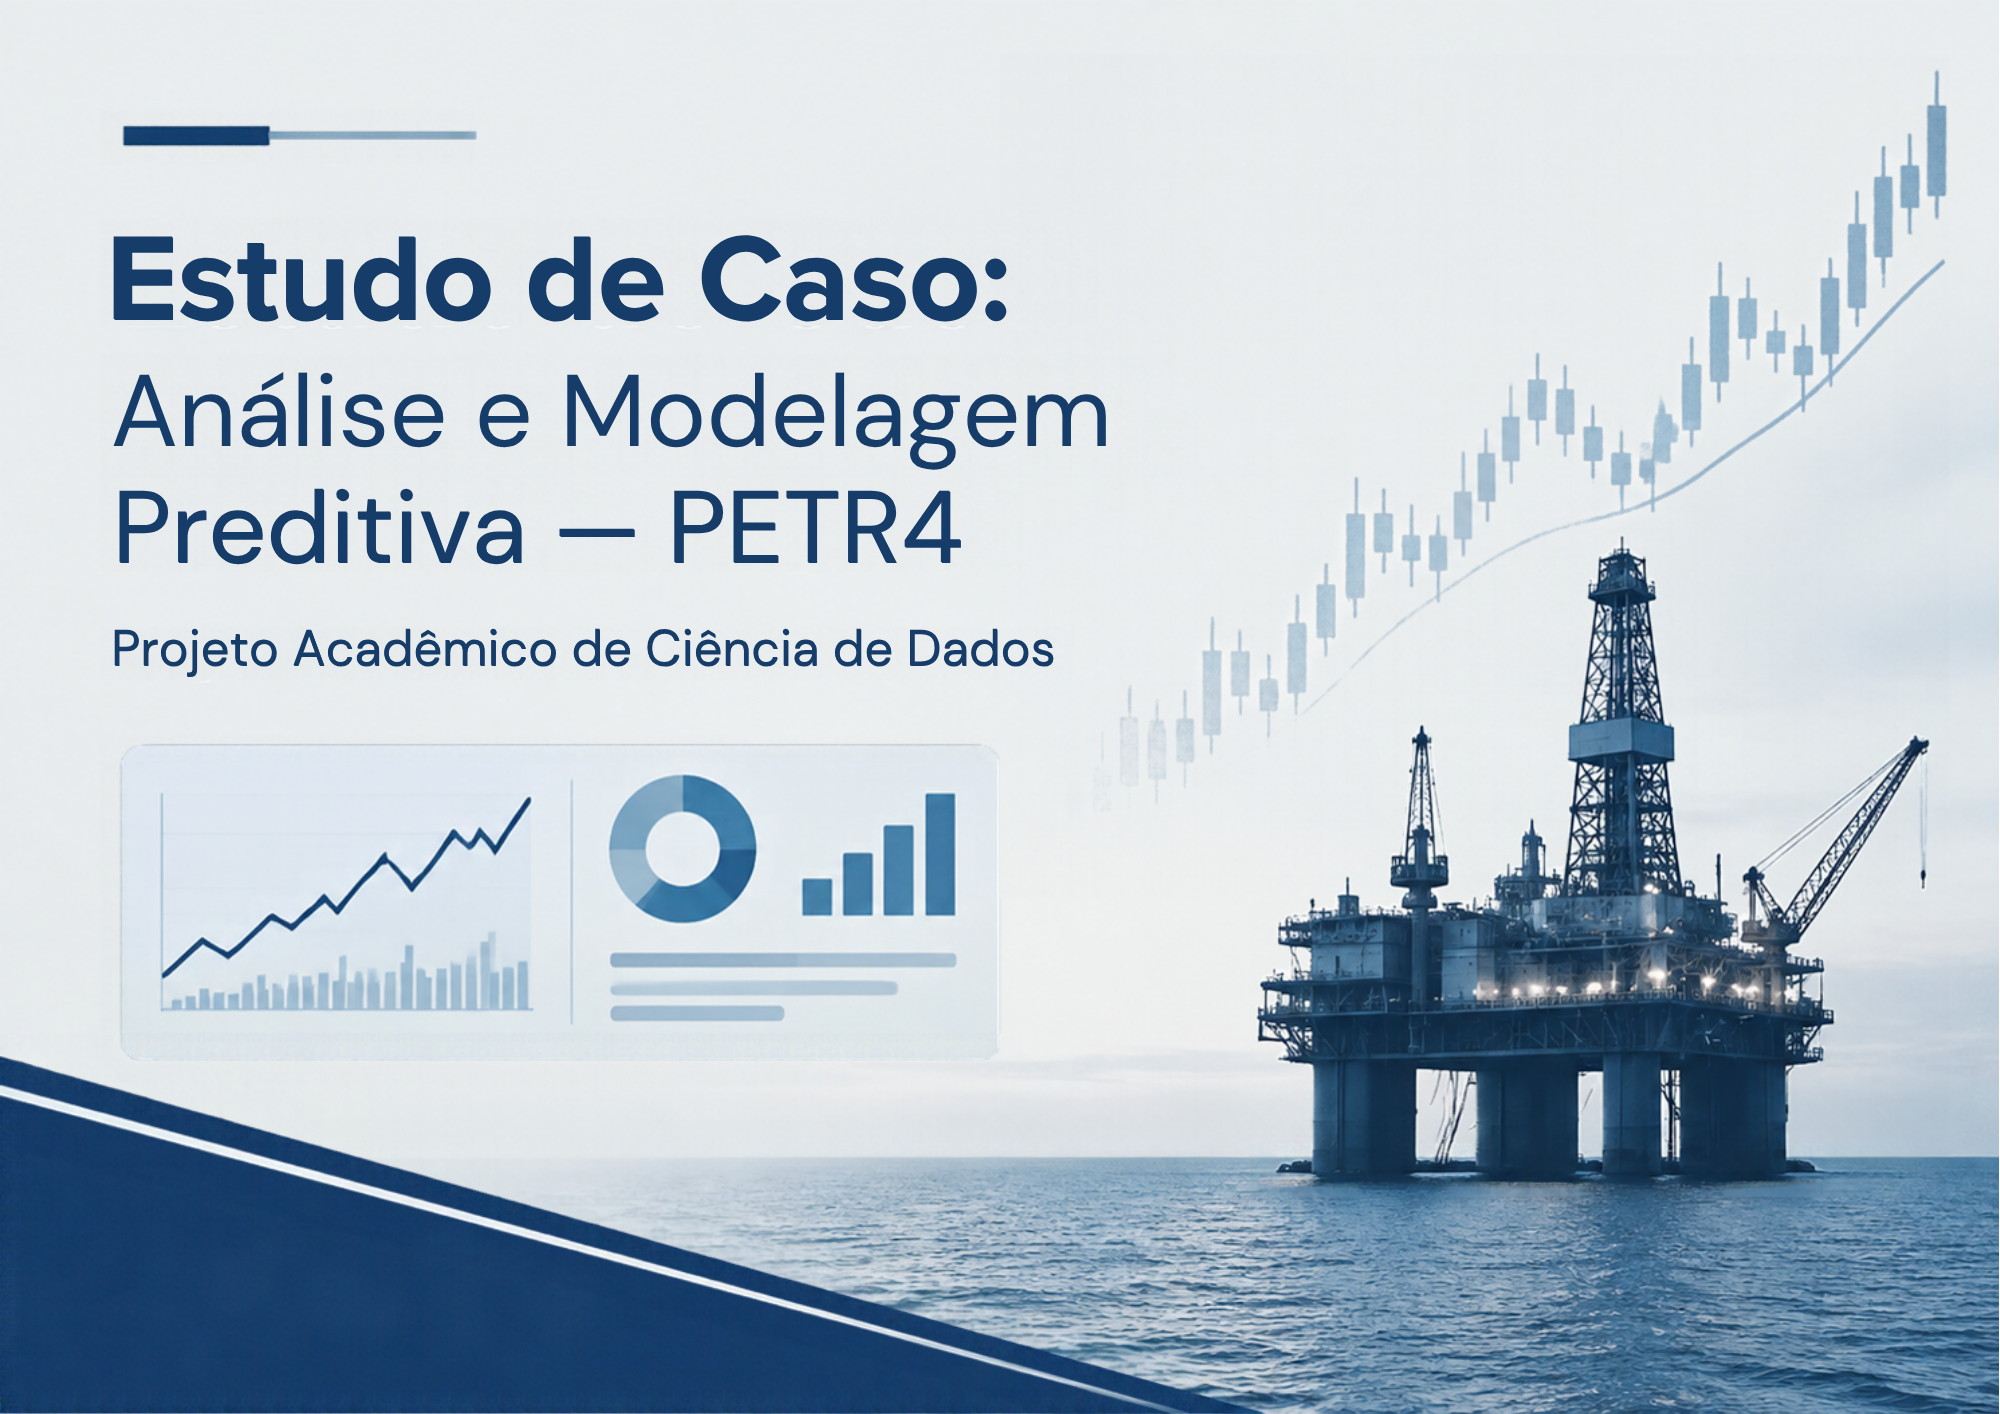 Estudo de Caso:
Análise e Modelagem
Preditiva — PETR4
Projeto Acadêmico de Ciência de Dados